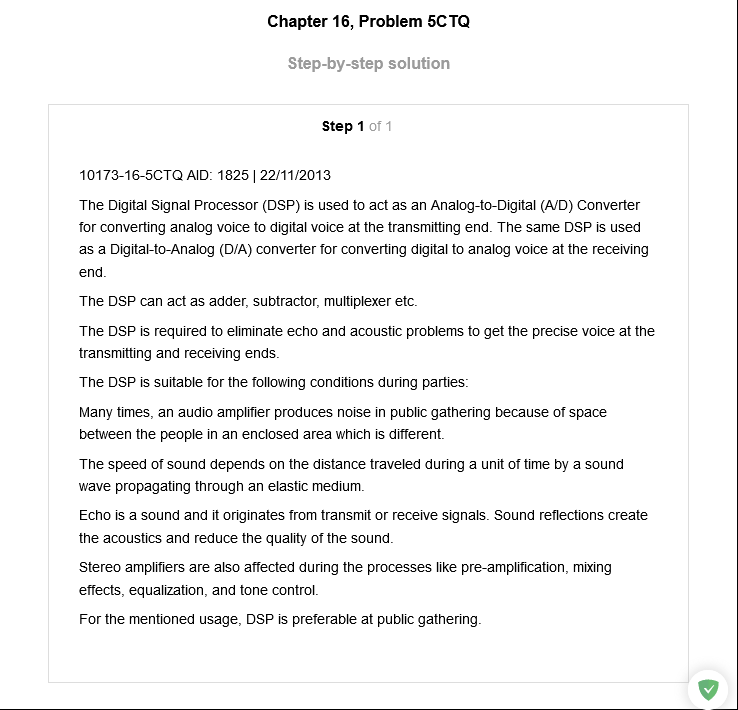 Chapter 16, Problem 5CTQ
Step-by-step solution
Step 1 of 1
10173-16-5CTQ AID: 1825 | 22/11/2013
The Digital Signal Processor (DSP) is used to act as an Analog-to-Digital (A/D) Converter
for converting analog voice to digital voice at the transmitting end. The same DSP is used
as a Digital-to-Analog (D/A) converter for converting digital to analog voice at the receiving
end.
The DSP can act as adder, subtractor, multiplexer etc.
The DSP is required to eliminate echo and acoustic problems to get the precise voice at the
transmitting and receiving ends.
The DSP is suitable for the following conditions during parties:
Many times, an audio amplifier produces noise in public gathering because of space
between the people in an enclosed area which is different.
The speed of sound depends on the distance traveled during a unit of time by a sound
wave propagating through an elastic medium.
Echo is a sound and it originates from transmit or receive signals. Sound reflections create
the acoustics and reduce the quality of the sound.
Stereo amplifiers are also affected during the processes like pre-amplification, mixing
effects, equalization, and tone control.
For the mentioned usage, DSP is preferable at public gathering.